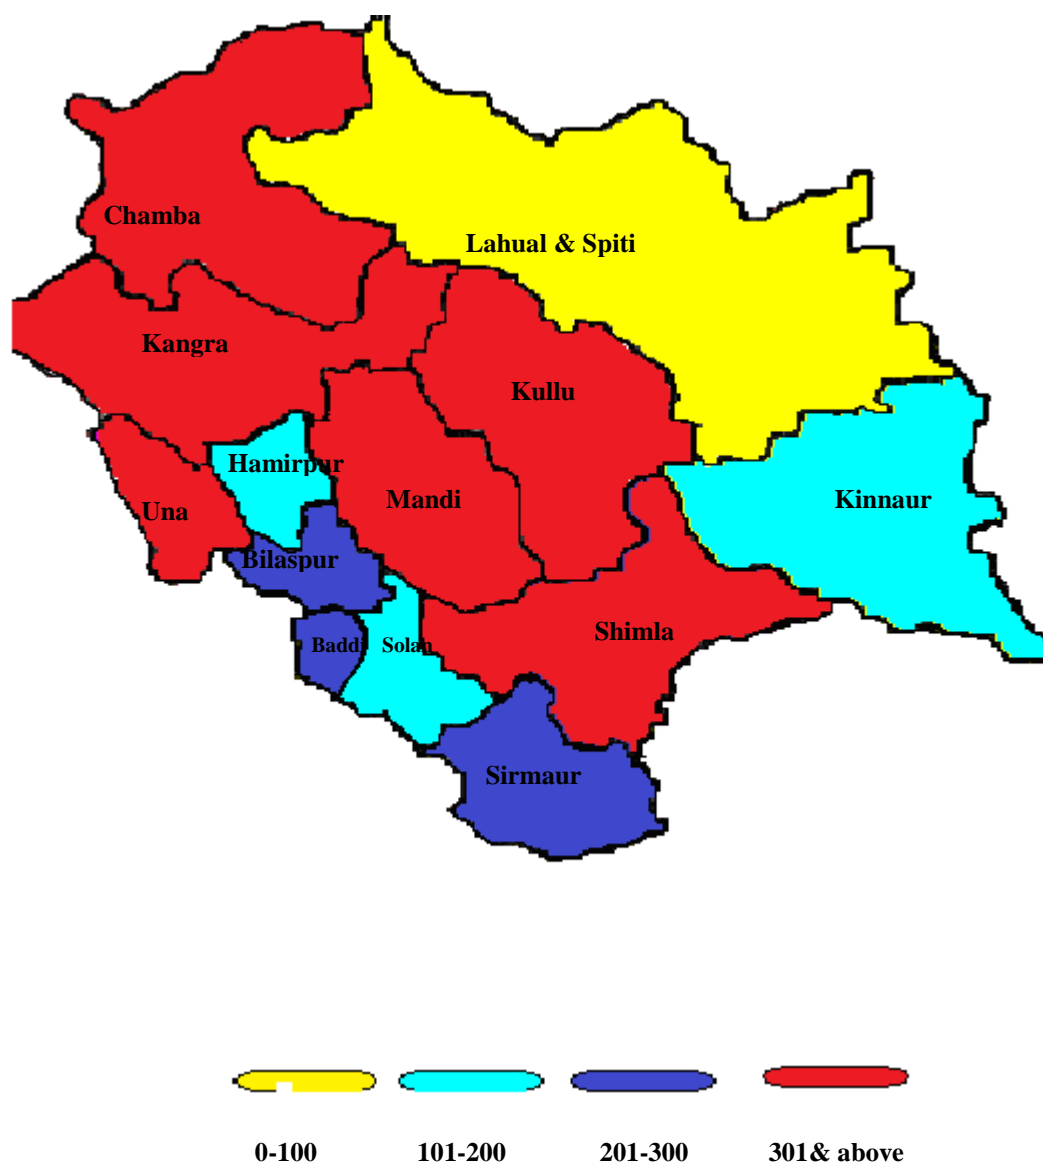 Chamba
Lahual & Spiti
Kangra
Kullu
Hamirpur
Mandi
Kinnaur
Una
Bilaspur
Shimla
Baddi
Solan
Sirmaur
0-100
101-200
201-300
301& above